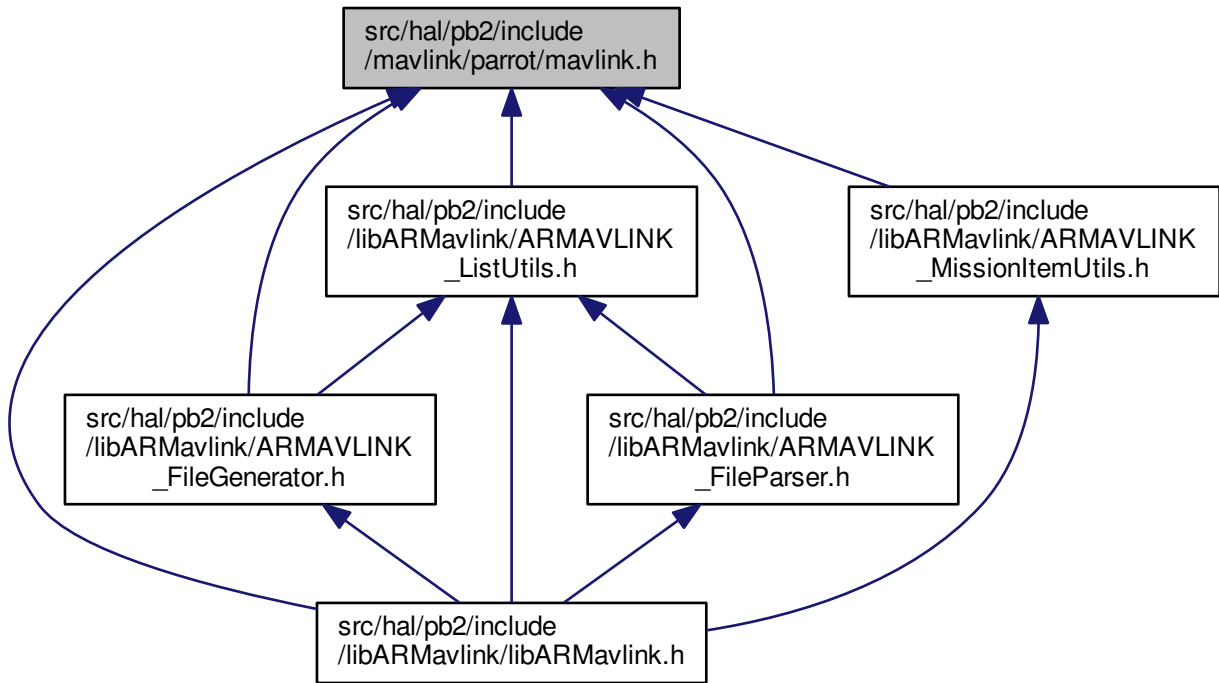 src/hal/pb2/include
/mavlink/parrot/mavlink.h
src/hal/pb2/include
/libARMavlink/ARMAVLINK
_ListUtils.h
src/hal/pb2/include
/libARMavlink/ARMAVLINK
_MissionItemUtils.h
src/hal/pb2/include
/libARMavlink/ARMAVLINK
_FileGenerator.h
src/hal/pb2/include
/libARMavlink/ARMAVLINK
_FileParser.h
src/hal/pb2/include
/libARMavlink/libARMavlink.h